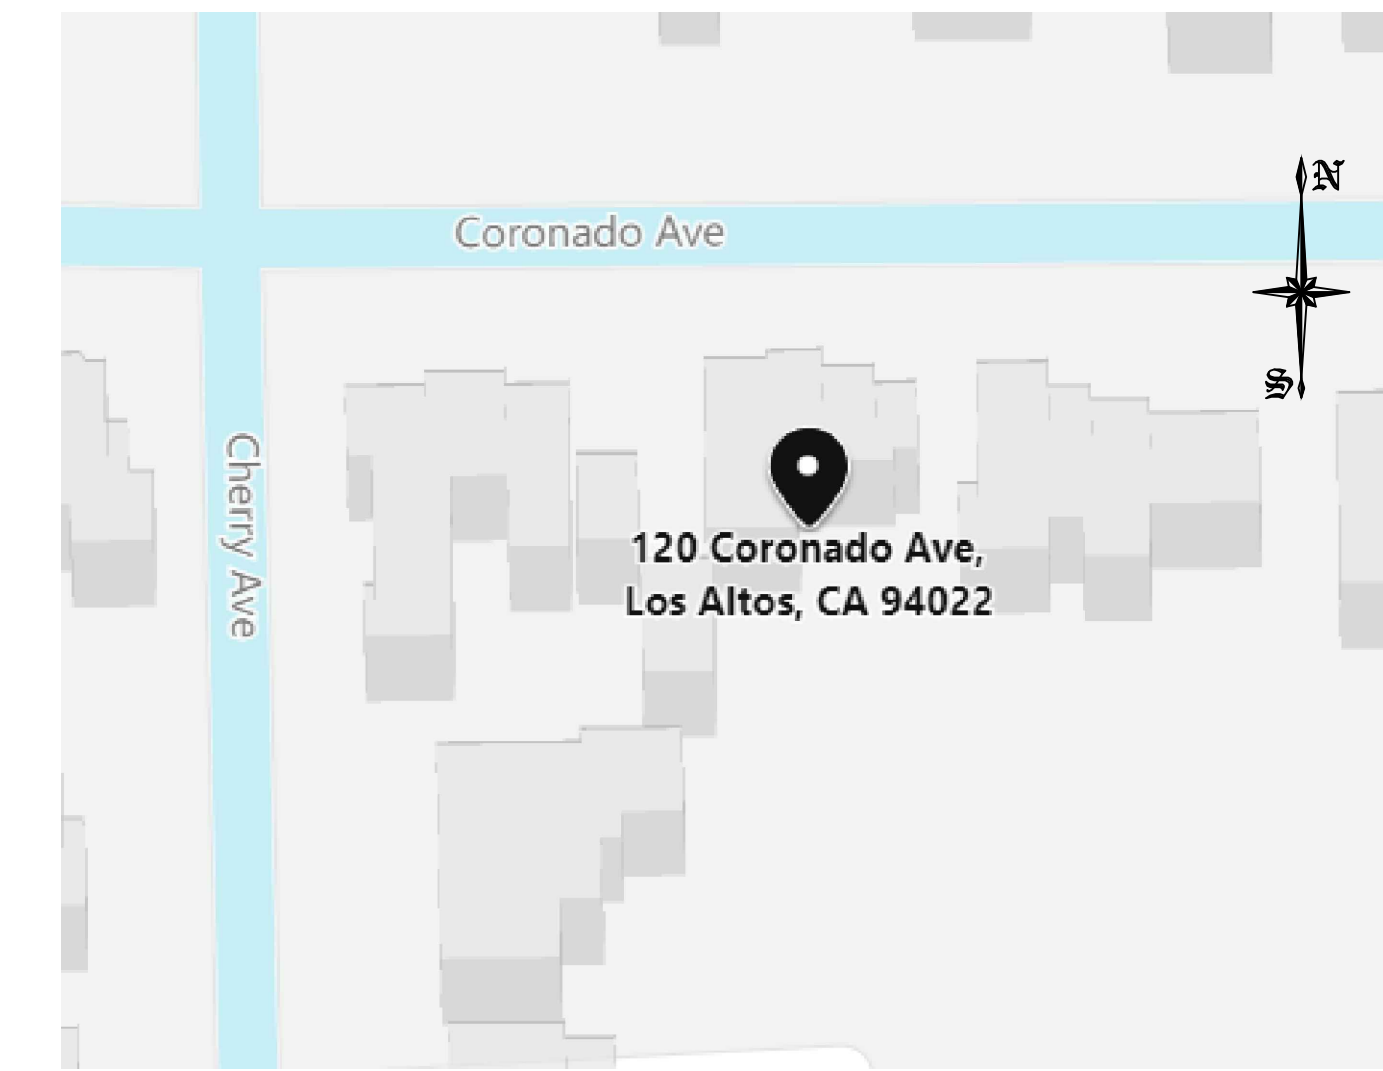 N
Coronado Ave
S
Cherry Ave
120 Coronado Ave,
Los Altos, CA 94022